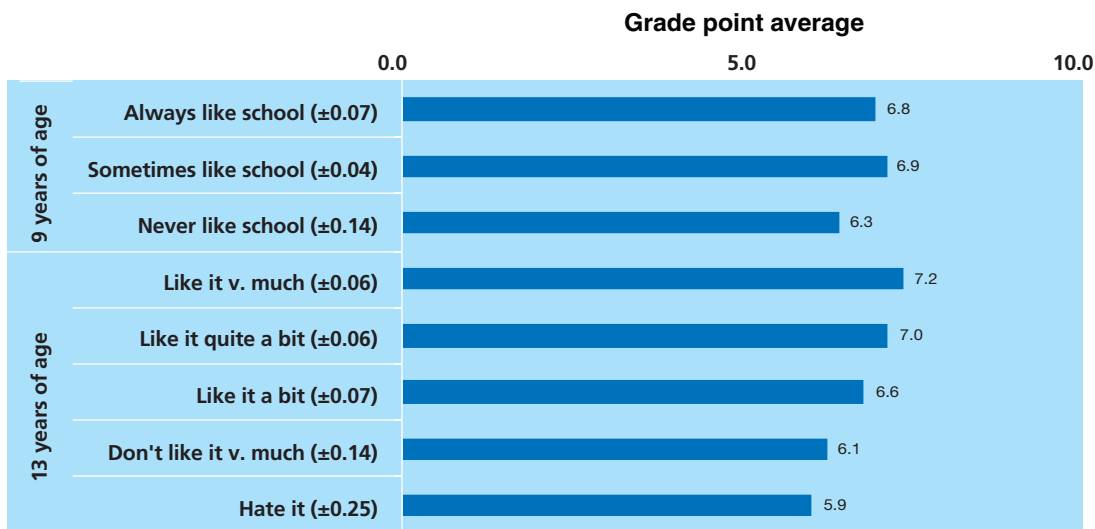 Grade point average
0.0 5.0 10.0
9 years of age
Always like school (±0.07) 6.8
Sometimes like school (±0.04) 6.9
Never like school (±0.14) 6.3
13 years of age
Like it v. much (±0.06) 7.2
Like it quite a bit (±0.06) 7.0
Like it a bit (±0.07) 6.6
Don't like it v. much (±0.14) 6.1
Hate it (±0.25) 5.9